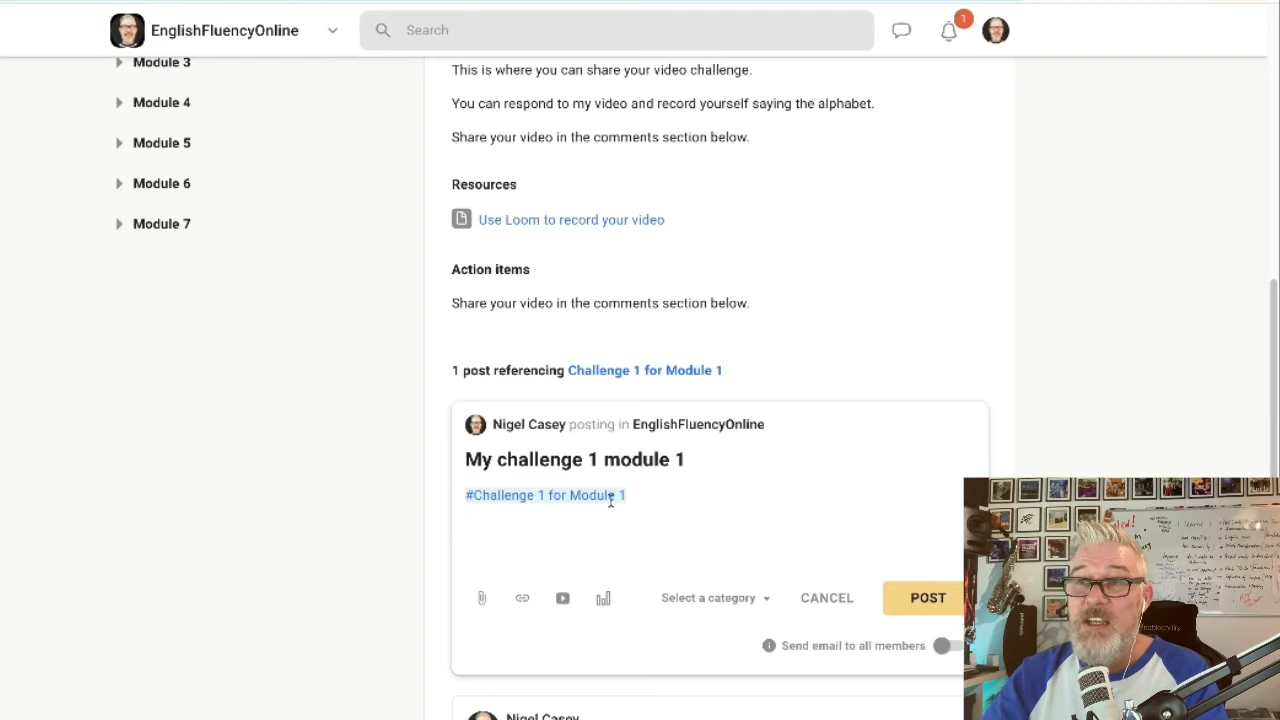 EnglishFluencyOnline
Search
1
Module 3
Module 4
Module 5
Module 6
Module 7
This is where you can share your video challenge.
You can respond to my video and record yourself saying the alphabet.
Share your video in the comments section below.
Resources
Use Loom to record your video
Action items
Share your video in the comments section below.
1 post referencing Challenge 1 for Module 1
Nigel Casey posting in EnglishFluencyOnline
My challenge 1 module 1
#Challenge 1 for Module 1
Select a category
CANCEL
POST
Send email to all members
Nigel Casey